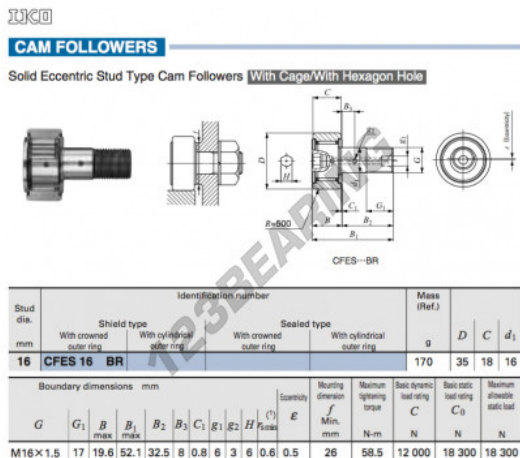 IKO
CAM FOLLOWERS
Solid Eccentric Stud Type Cam Followers With Cage/With Hexagon Hole
C
B3
D
H
G
C1
G1
R=500
B
B2
B1
ε (Eccentricity)
CFES···BR
123BEARING
Stud dia. mm
Identification number
Mass (Ref.) g
Shield type
Sealed type
With crowned outer ring
With cylindrical outer ring
With crowned outer ring
With cylindrical outer ring
D C d1
16 CFES 16 BR 170 35 18 16
Boundary dimensions mm
Eccentricity ε
Mounting dimension f Min. mm
Maximum tightening torque N-m
Basic dynamic load rating C N
Basic static load rating C0 N
Maximum allowable static load N
G G1 B max B1 max B2 B3 C1 g1 g2 H rs min (1)
M16×1.5 17 19.6 52.1 32.5 8 0.8 6 3 6 0.6 0.5 26 58.5 12 000 18 300 18 300